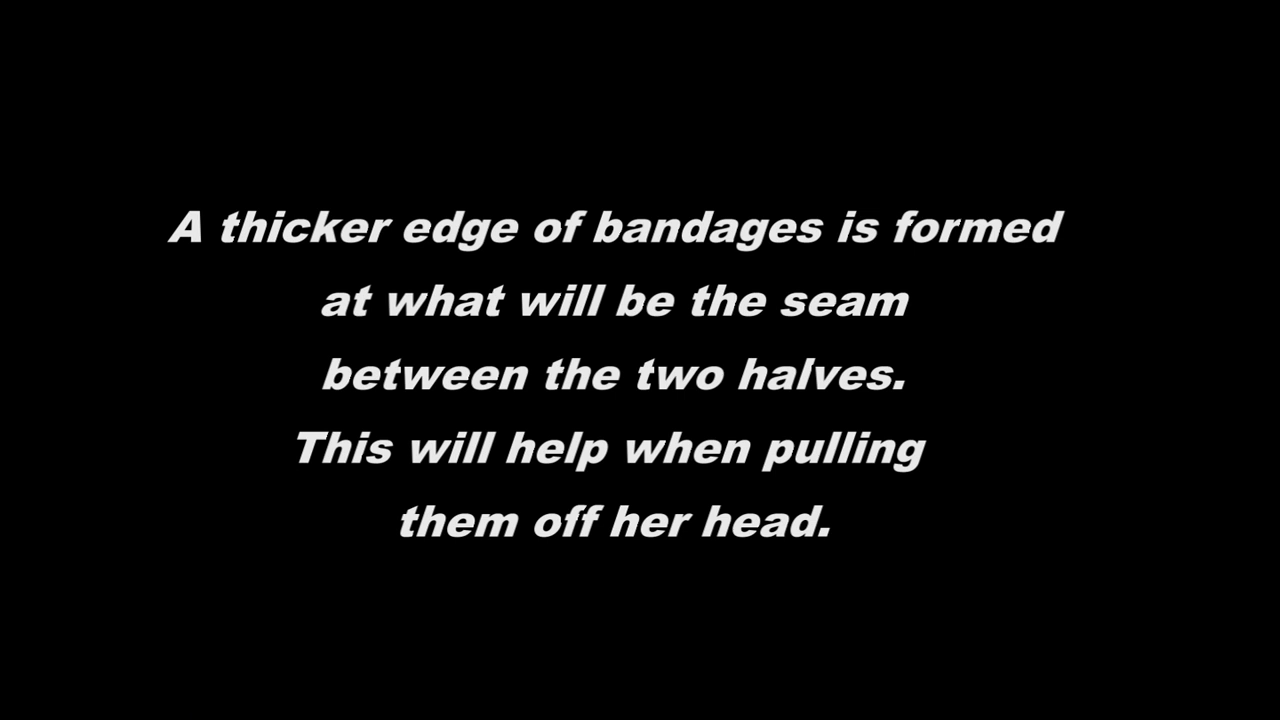 A thicker edge of bandages is formed
at what will be the seam
between the two halves.
This will help when pulling
them off her head.